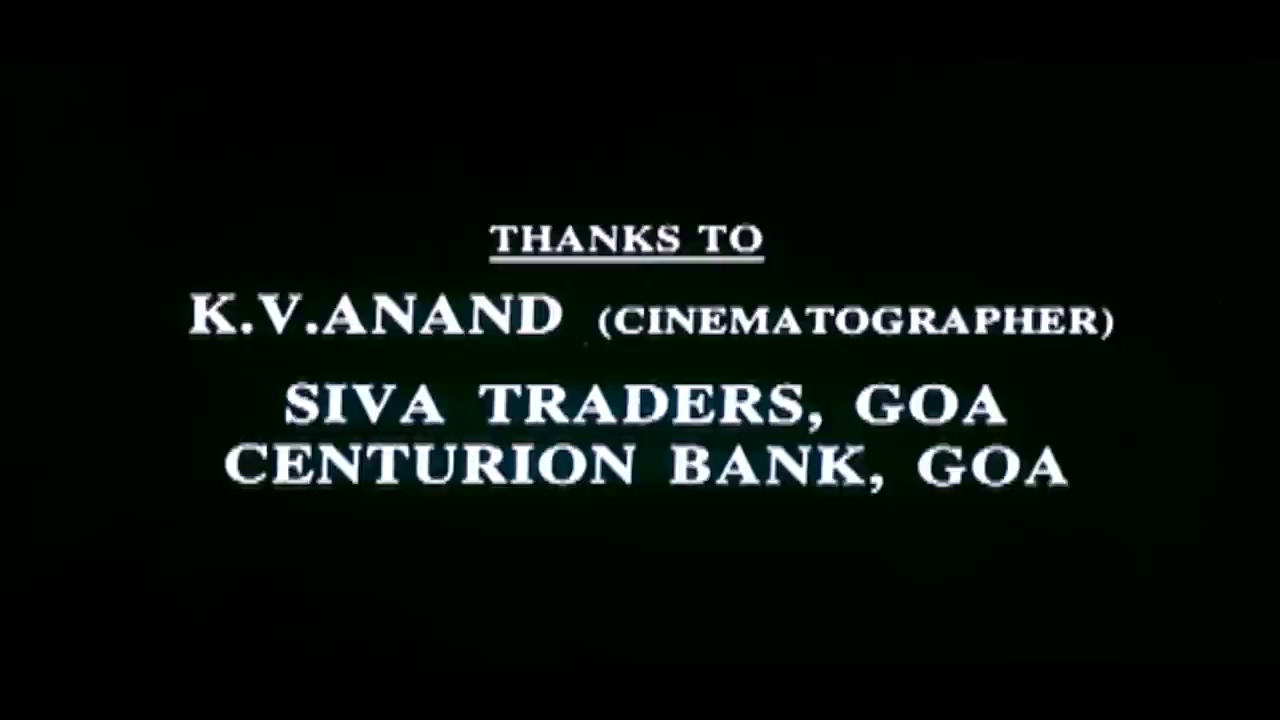 THANKS TO
K.V.ANAND (CINEMATOGRAPHER)
SIVA TRADERS, GOA
CENTURION BANK, GOA